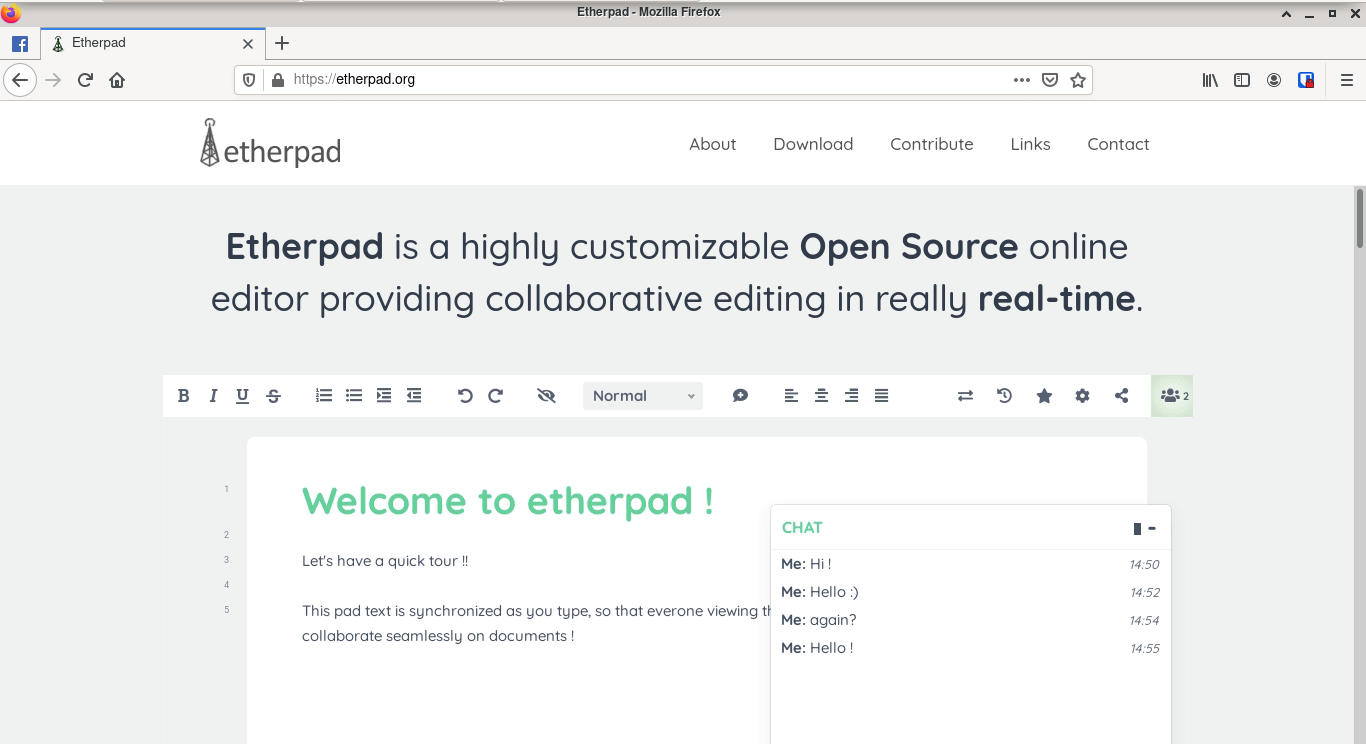 Etherpad - Mozilla Firefox
Etherpad
https://etherpad.org
etherpad
About Download Contribute Links Contact
Etherpad is a highly customizable Open Source online
editor providing collaborative editing in really real-time.
B I U S Normal 2
1 Welcome to etherpad !
2
3 Let's have a quick tour !!
4
5 This pad text is synchronized as you type, so that everone viewing
collaborate seamlessly on documents !
CHAT
Me: Hi ! 14:50
Me: Hello :) 14:52
Me: again? 14:54
Me: Hello ! 14:55